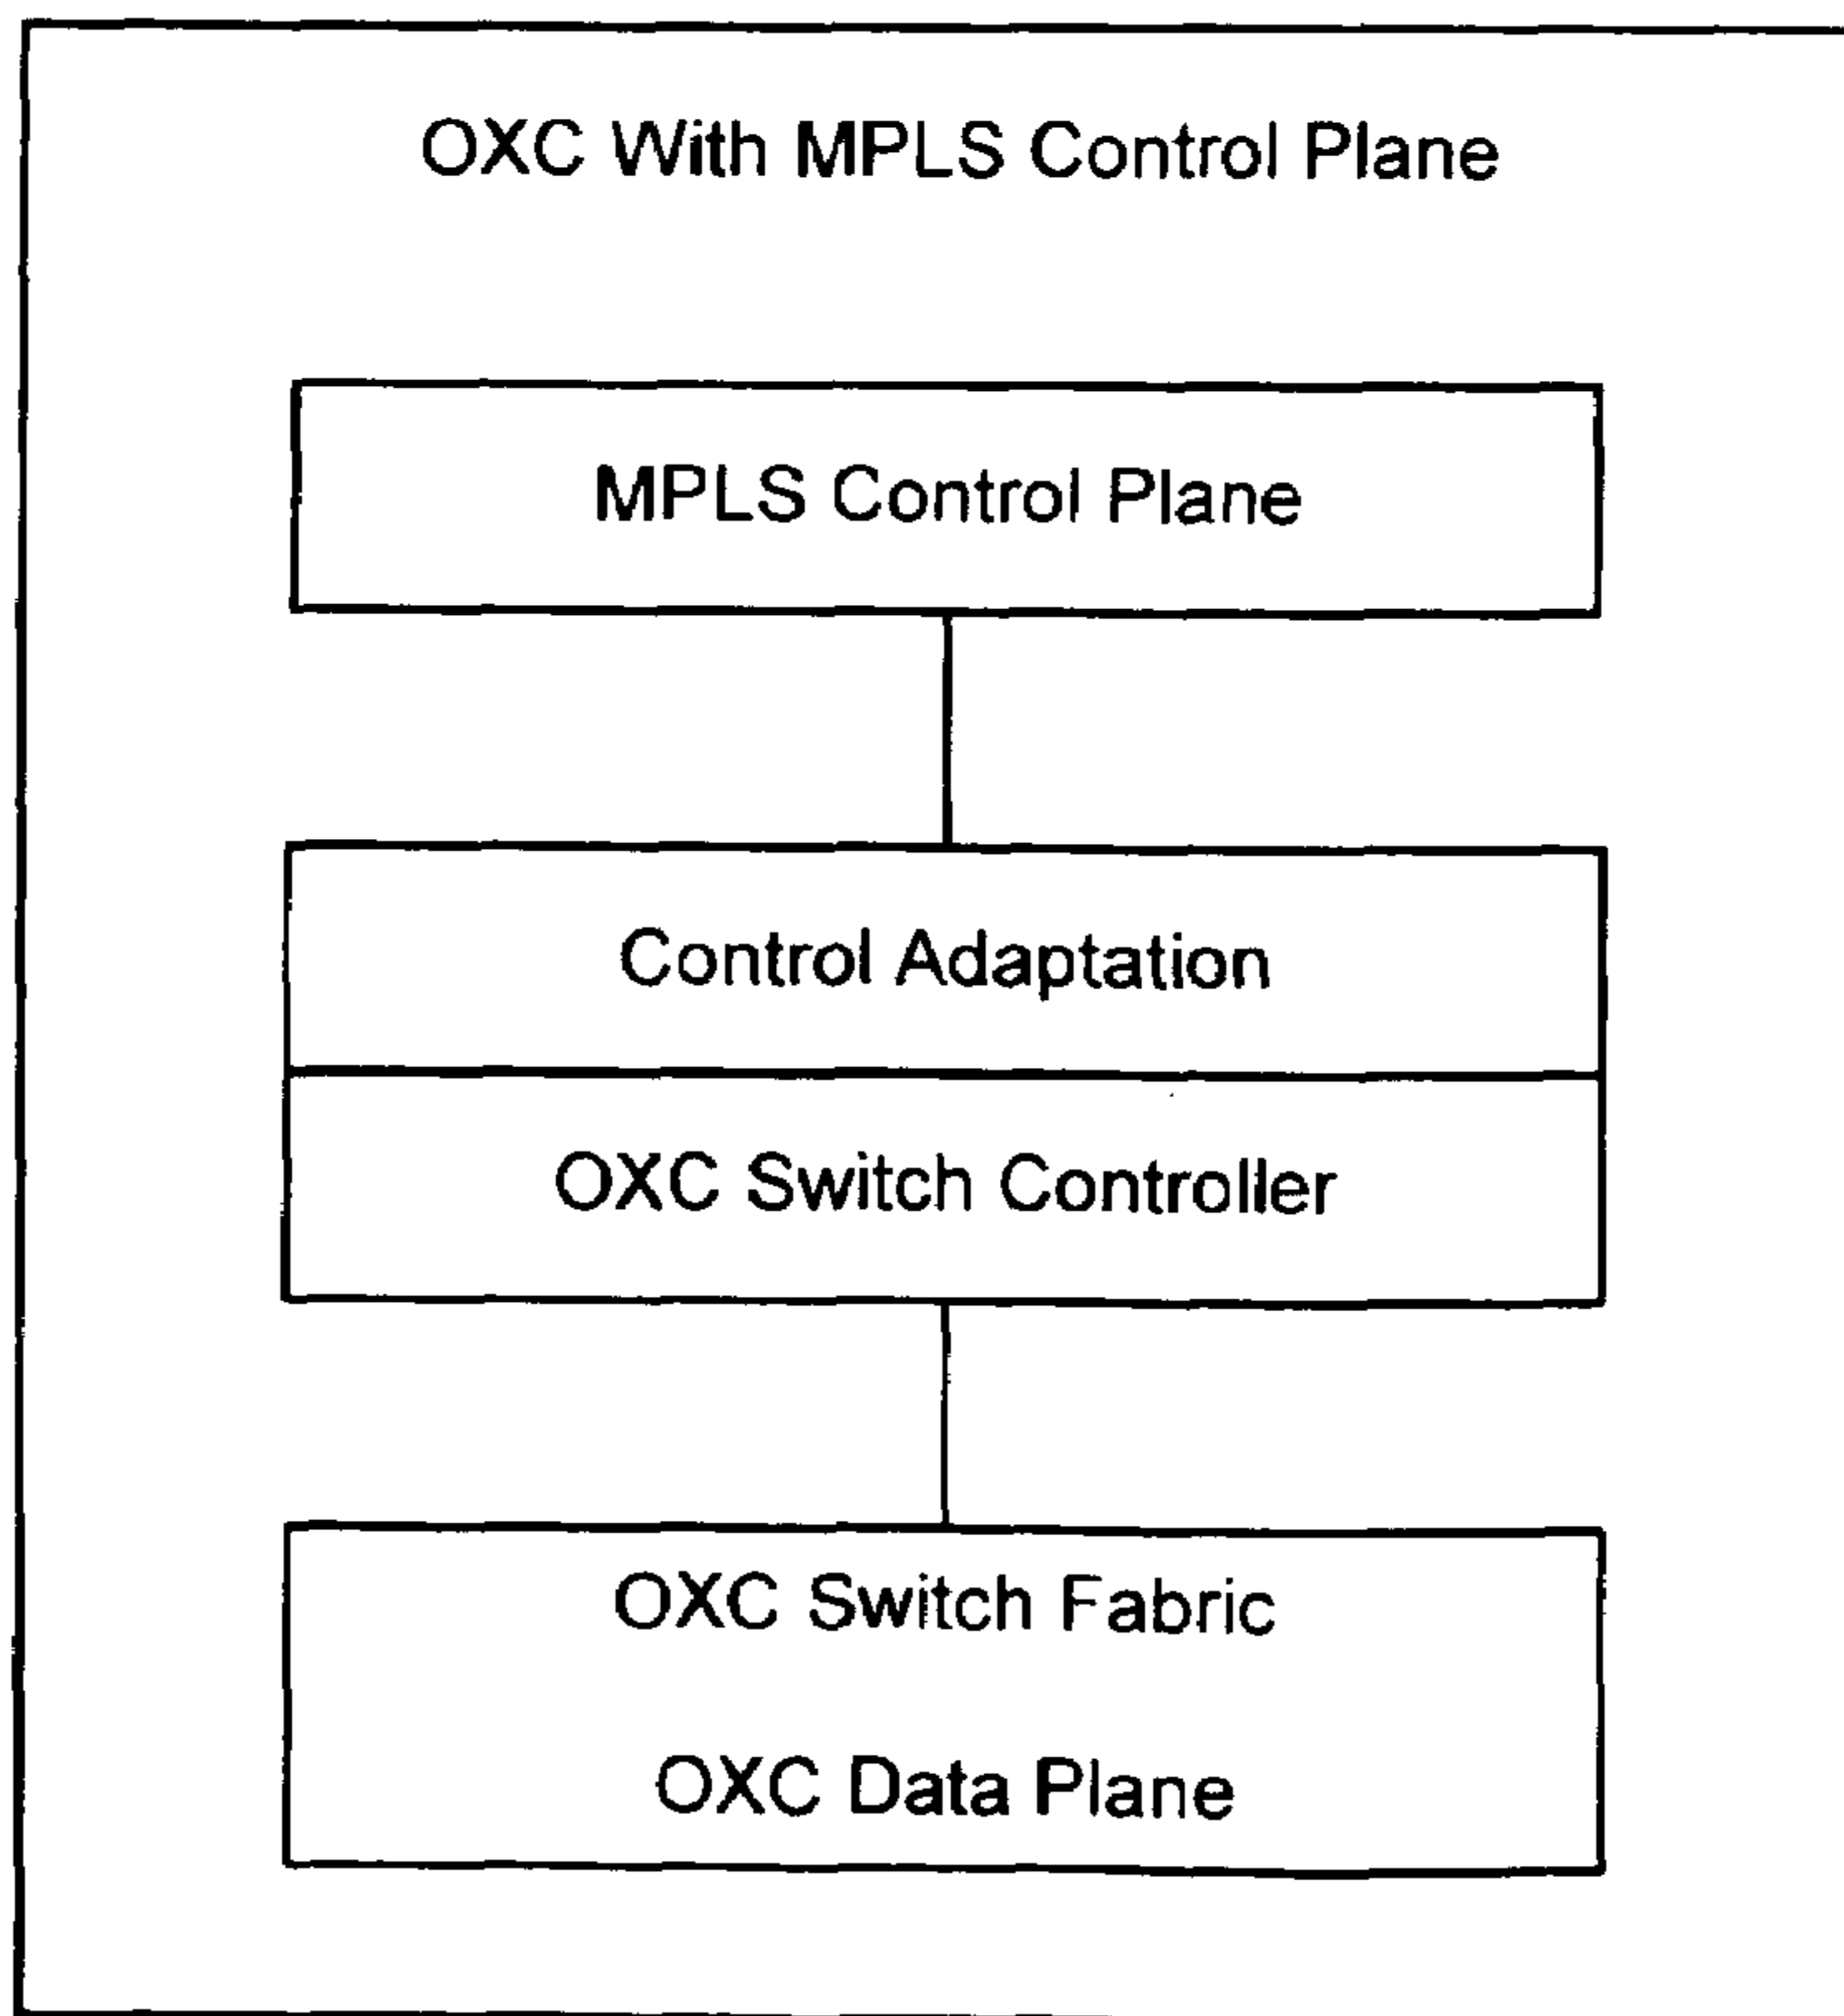 OXC With MPLS Control Plane
MPLS Control Plane
Control Adaptation
OXC Switch Controller
OXC Switch Fabric
OXC Data Plane